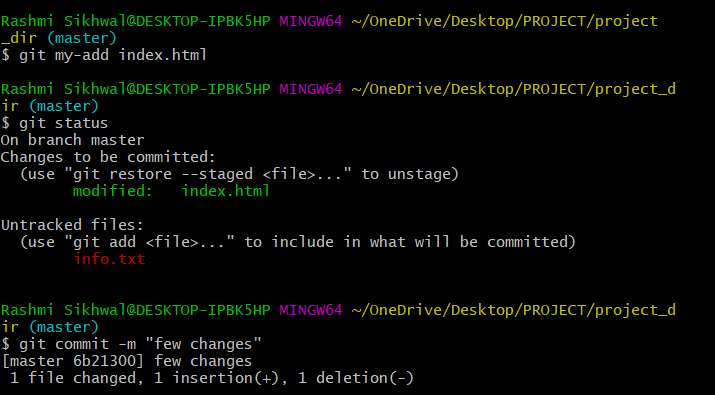 Rashmi Sikhwal@DESKTOP-IPBK5HP MINGW64 ~/OneDrive/Desktop/PROJECT/project
_dir (master)
$ git my-add index.html
Rashmi Sikhwal@DESKTOP-IPBK5HP MINGW64 ~/OneDrive/Desktop/PROJECT/project_d
ir (master)
$ git status
On branch master
Changes to be committed:
  (use "git restore --staged <file>..." to unstage)
        modified:   index.html
Untracked files:
  (use "git add <file>..." to include in what will be committed)
        info.txt
Rashmi Sikhwal@DESKTOP-IPBK5HP MINGW64 ~/OneDrive/Desktop/PROJECT/project_d
ir (master)
$ git commit -m "few changes"
[master 6b21300] few changes
 1 file changed, 1 insertion(+), 1 deletion(-)